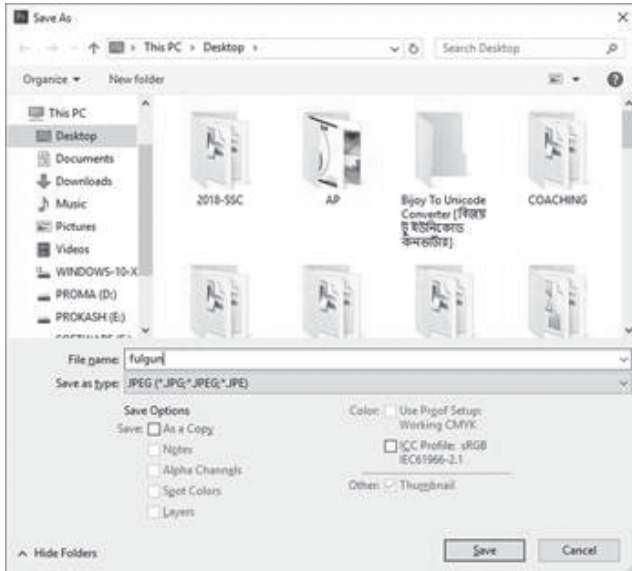 Save As
This PC > Desktop >
Search Desktop
Organize
New folder
This PC
Desktop
Documents
Downloads
Music
Pictures
Videos
WINDOWS-10-X
PROMA (D:)
PROKASH (E:)
2018-SSC
AP
Bijoy To Unicode
Converter [বিজয়
টু ইউনিকোড
কনভার্টার]
COACHING
File name: fulgun
Save as type: JPEG (*.JPG;*.JPEG;*.JPE)
Save Options
Save: As a Copy
Notes
Alpha Channels
Spot Colors
Layers
Color: Use Proof Setup:
Working CMYK
ICC Profile: sRGB
IEC61966-2.1
Other: Thumbnail
Hide Folders
Save
Cancel